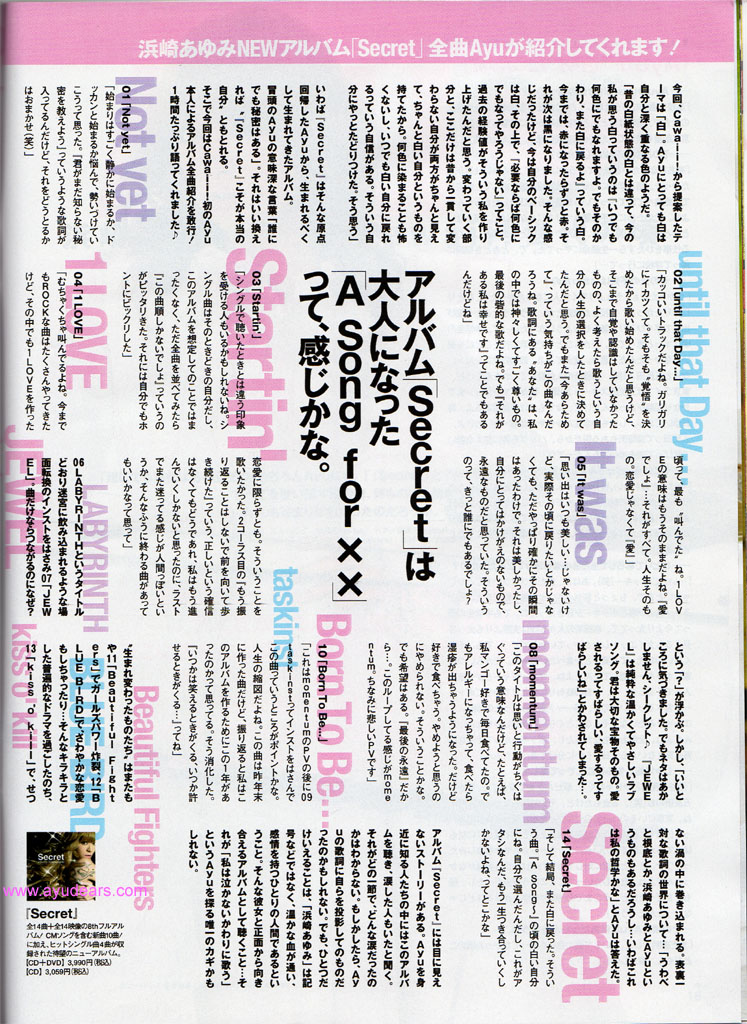 浜崎あゆみNEWアルバム「Secret」全曲Ayuが紹介してくれます!
今回、Cawaii!から提案したテ
ーマは「白」。Ayuにとっても白は
自分と深く重なる色のようだ。
「昔の白紙状態の白とは違って、今の
私が思う白っていうのは『いつでも
何色にでもなれますよ。でもそのか
わり、また白に戻るよ』っていう白。
今までは、赤になったらずっと赤。そ
れが次は黒になりました。そんな感
じだったけど、今は自分のベーシック
は白。その上で、『必要ならば何色に
でもなってやろうじゃない』ってこと。
過去の経験値がそういう私を作り
上げたんだと思う。変わっていく部
分と、ここだけは昔から一貫して変
わらない自分が両方がちゃんと見え
て、ちゃんと白い自分というものを
持てたから。何色に染まることも怖
くないし、いつでも白い自分に戻れ
るっていう自信がある。そういう自
分にやっとたどりつけた。そう思う」
いわば『Secret』はそんな原点
回帰したAyuから、生まれるべく
して生まれてきたアルバム。
冒頭のAyuの意味深な言葉「誰に
でも秘密はある」。それはいい換え
れば〝『Secret』こそが本当の
自分〟ともとれる。
そこで今回はCawaii!初のAyu
本人によるアルバム全曲紹介を敢行!
1時間たっぷり語ってくれました♪
Not yet
01「Not yet」
「始まりはすごく静かに始まるか、ド
ッカンと始まるか悩んで、勢いづけてい
こうって思った。『君がまだ知らない秘
密を教えよう』っていうような歌詞が
入ってるんだけど、それをどうとるか
はおまかせ(笑)」
アルバム「Secret」は
大人になった
「A Song for ××」
って、感じかな。
until that Day...
02「until that Day...」
「カッコいいトラックだよね。ガリガリ
にイカツくて。そもそも〝覚悟〟を決
めたから歌い始めたんだと思うけど、
そこまで自覚や認識はしていなかった
ものの、よく考えたら歌うという自
分の人生の選択をしたときに決めて
たんだと思う。でもまた『今あらため
て』、っていう気持ちがこの曲なんだ
ろうね。歌詞にある〝あなた〟は、私
の中では神々しくてすごく尊いもの。
最後の砦的な歌だよね。でも『それが
ある私は幸せです』ってことでもある
んだけどね」
Startin'
03「Startin'」
「シングルで聴いたときとは違う印象
を受ける人もいるかもしれないね。シ
ングル曲はそのときどきの自分だし、
このアルバムを想定してのことではま
ったくなく、ただ全曲を並べてみたら
『この曲順しかないでしょ』っていうの
がピッタリきた。それには自分でもホ
ントにビックリした」
1 LOVE
04「1 LOVE」
「むちゃくちゃ叫んでるよね。今まで
もROCKな曲はたくさんやってきた
けど、その中でも1LOVEを作った
頃って、最も〝叫んでた〟ね。1LOV
Eの意味はもうそのままだよね。『愛
でしょ』…それがすべて。人生そのも
の。恋愛じゃなくて『愛』」
It was
05「It was」
「思い出はいつも美しい…じゃないけ
ど、実際その頃に戻りたいとかじゃな
くても、ただやっぱり確かにその瞬間
はあったわけで。それは美しかったし、
自分にとってはかけがえのないもので、
永遠なものだと思っていた。そういう
のって、きっと誰にでもあるでしょ?
恋愛に限らずとも。そういうことを
歌いたかった。2コーラス目の『もう振
り返ることはしないで前を向いて歩
き続けた』っていう、正しいという確信
はなくてもどうであれ、私はもう進
んでいくしかないと思ったのに、ラスト
でまた迷ってる感じが人間っぽいとい
うか。そんなふうに終わる曲があって
もいいかなって思って」
LABYRINTH
JEWEL
06LABYRINTHというタイトル
どおり迷宮に飲み込まれるような場
面転換のインストをはさみ07「JEW
EL」。曲だけならつながるのになぜ?
という「?」が浮かぶ。しかし、「いいと
ころに気づきました。でもネタはあか
しません。シークレット♪『JEWE
L』は純粋な温かくてやさしいラブ
ソング。君は大切な宝物そのもの。愛
されるってすばらしい、愛するってす
ばらしいね」とかわされてしまった…。
momentum
08「momentum」
「このタイトルは思いと行動がちぐは
ぐっていう意味なんだけど、たとえば、
私マンゴー好きで毎日食べてたの。で
もアレルギーになっちゃって、食べたら
湿疹が出ちゃうようになった。だけど
好きで食べちゃう。やめようと思うの
にやめられない。そういうことかな。
でも希望はある。『最後の永遠』だか
ら…。このループしてる感じがmome
ntum。ちなみに悲しいPVです」
taskinst
Born To Be...
10「Born To Be...」
「これはmomentumのPVの後に09
taskinstってインストをはさんで
この曲っていうところがポイントかな。
人生の縮図だよね。この曲は昨年末
に作った曲だけど、振り返ると私はこ
のアルバムを作るためにこの1年があ
ったのかって思ってる。そう消化した。
『いつか笑えるときがくる、いつか許
せるときがくる…』ってね」
Beautiful Fighters
BLUE BIRD
kiss o' kill
〝生まれ変わったものたち〟はまたも
や11「Beautiful Fight
ers」でガールズパワー炸裂。12「B
LUE BIRD」で〝さわやかな恋愛
もしちゃったり…そんなキラキラと
した普遍的なドラマを過ごしたのち、
13「kiss o' kill」で、せつ
ない渦の中に巻き込まれる。表裏一
対な歌詞の世界について…「うわべ
と根底とか、浜崎あゆみとAyuとい
うものもあるだろうし…いわばこれ
は私の哲学かな」とAyuは答えた。
Secret
14「Secret」
「そして結局、また白に戻った。そうい
う曲。『A Song〜』の頃の白い自分
にね。自分で選んだんだし、これがア
タシなんだ、もう一生つき合っていくし
かないよね、ってとこかな」
アルバム「Secret」には目に見え
ないストーリーがある。Ayuを身
近に知る人たちの中にはこのアルバ
ムを聴き、涙した人もいたと聞く。
それがどの一節で、どんな涙だったの
かはわからない。もしかしたら、Ay
uの歌詞に自らを投影してのものだ
ったのかもしれない。でも、ひとつだ
けいえることは、「浜崎あゆみ」は記
号などではなく、温かな血が通い、
感情を持つひとりの人間であるとい
うこと。そんな彼女と正面から向き
合えるアルバムとして聴くこと…そ
れが「私は泣かないかわりに歌う」
というAyuを探る唯一のカギかも
しれない。
Secret
www.ayudears.com
『Secret』
全14曲+全14映像の8thフルアル
バム! CMソングを含む新曲10曲
に加え、ヒットシングル曲4曲が収
録された待望のニューアルバム。
[CD+DVD] 3,990円(税込)
[CD] 3,059円(税込)